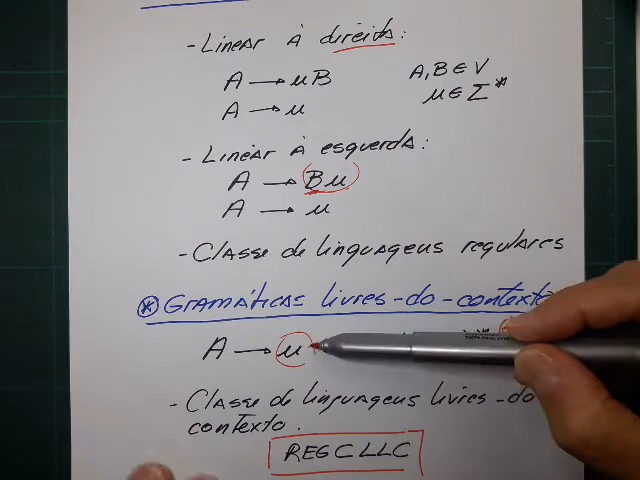 - Linear À direita:
A → uB A, B ∈ V
A → u u ∈ Σ*
- Linear à esquerda:
A → Bu
A → u
- Classe de linguagens regulares
* Gramáticas livres-do-contexto
A → u
- Classe de linguagens livres-do
contexto.
REG ⊂ LLC